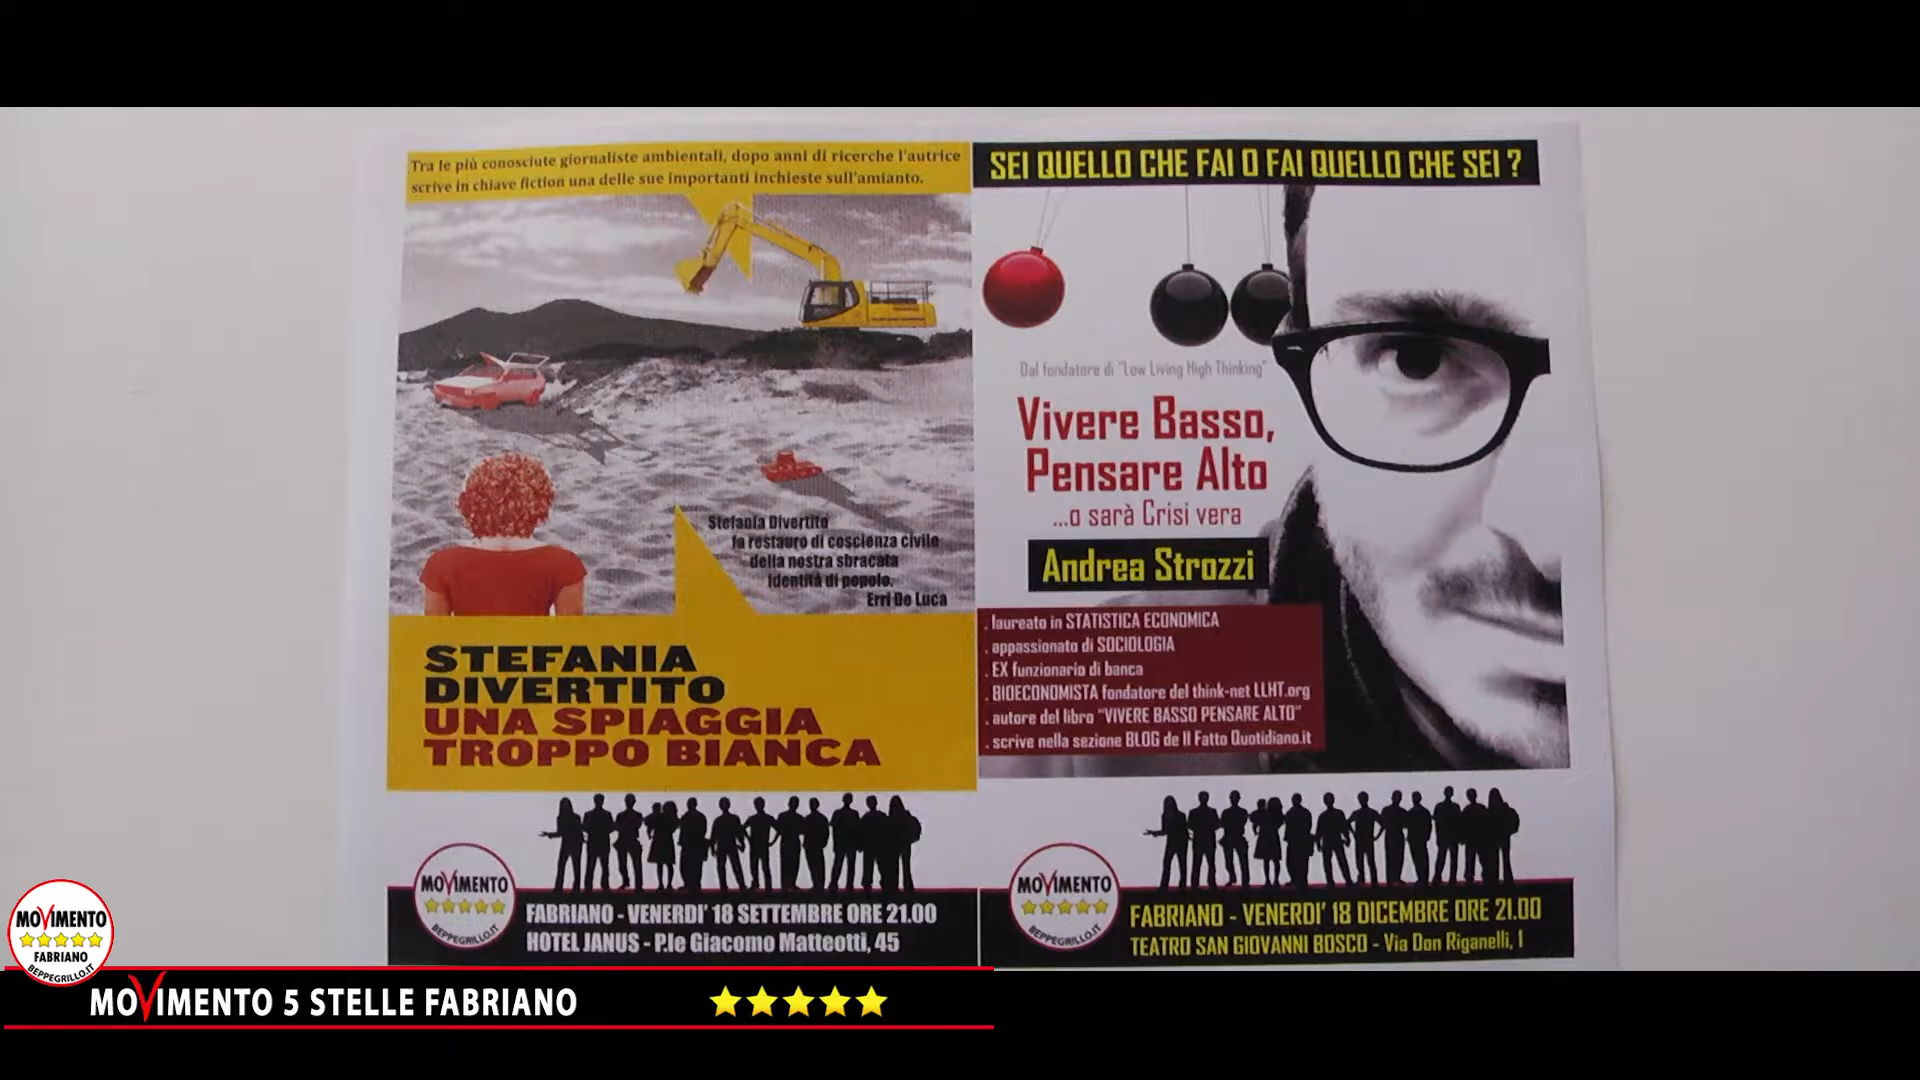 Tra le più conosciute giornaliste ambientali, dopo anni di ricerche l'autrice
scrive in chiave fiction una delle sue importanti inchieste sull'amianto.
Stefania Divertito
fa restauro di coscienza civile
della nostra sbracata
identità di popolo.
Erri De Luca
STEFANIA
DIVERTITO
UNA SPIAGGIA
TROPPO BIANCA
MOVIMENTO
BEPPEGRILLO.IT
FABRIANO - VENERDI' 18 SETTEMBRE ORE 21.00
HOTEL JANUS - P.le Giacomo Matteotti, 45
SEI QUELLO CHE FAI O FAI QUELLO CHE SEI ?
Dal fondatore di "Low Living High Thinking"
Vivere Basso,
Pensare Alto
...o sarà Crisi vera
Andrea Strozzi
. laureato in STATISTICA ECONOMICA
. appassionato di SOCIOLOGIA
. EX funzionario di banca
. BIOECONOMISTA fondatore del think-net LLHT.org
. autore del libro "VIVERE BASSO PENSARE ALTO"
. scrive nella sezione BLOG de Il Fatto Quotidiano.it
MOVIMENTO
BEPPEGRILLO.IT
FABRIANO - VENERDI' 18 DICEMBRE ORE 21.00
TEATRO SAN GIOVANNI BOSCO - Via Don Riganelli, 1
MOVIMENTO
FABRIANO
BEPPEGRILLO.IT
MOVIMENTO 5 STELLE FABRIANO